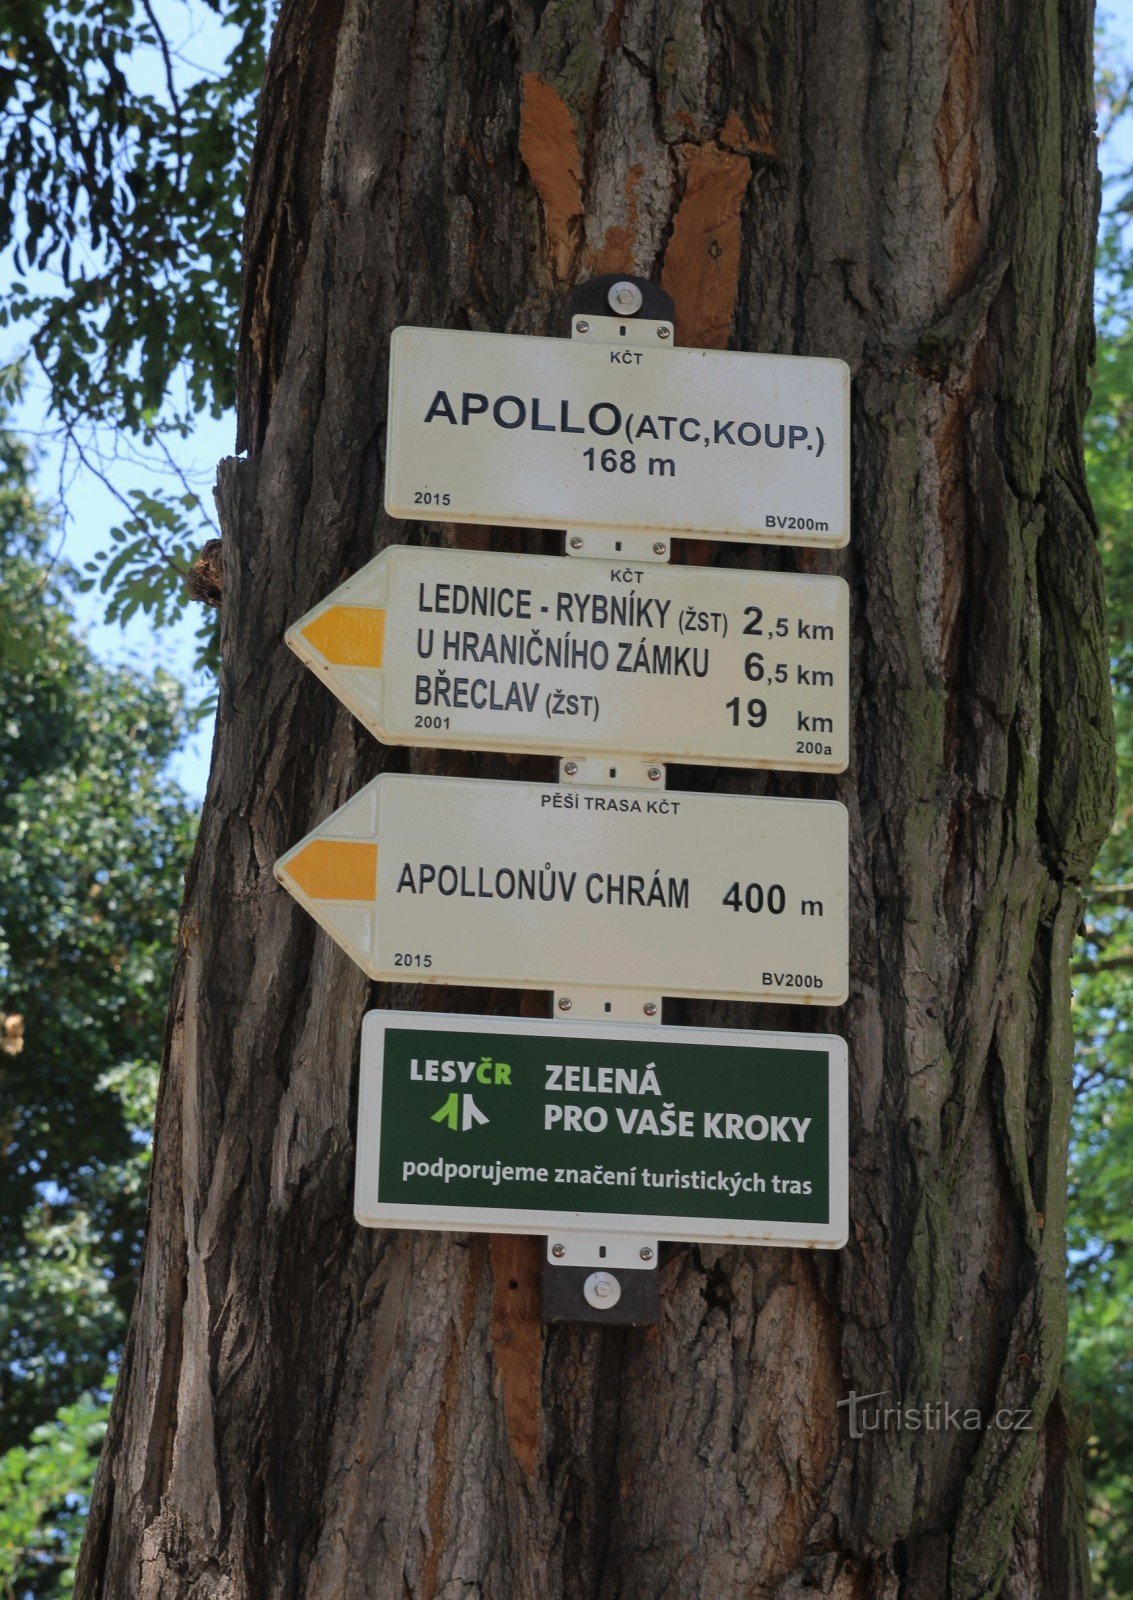 KČT
APOLLO(ATC,KOUP.)
168 m
2015 BV200m
KČT
LEDNICE - RYBNÍKY (ŽST) 2,5 km
U HRANIČNÍHO ZÁMKU 6,5 km
BŘECLAV (ŽST) 19 km
2001 200a
PĚŠÍ TRASA KČT
APOLLONŮV CHRÁM 400 m
2015 BV200b
LESYČR ZELENÁ
PRO VAŠE KROKY
podporujeme značení turistických tras
Turistika.cz